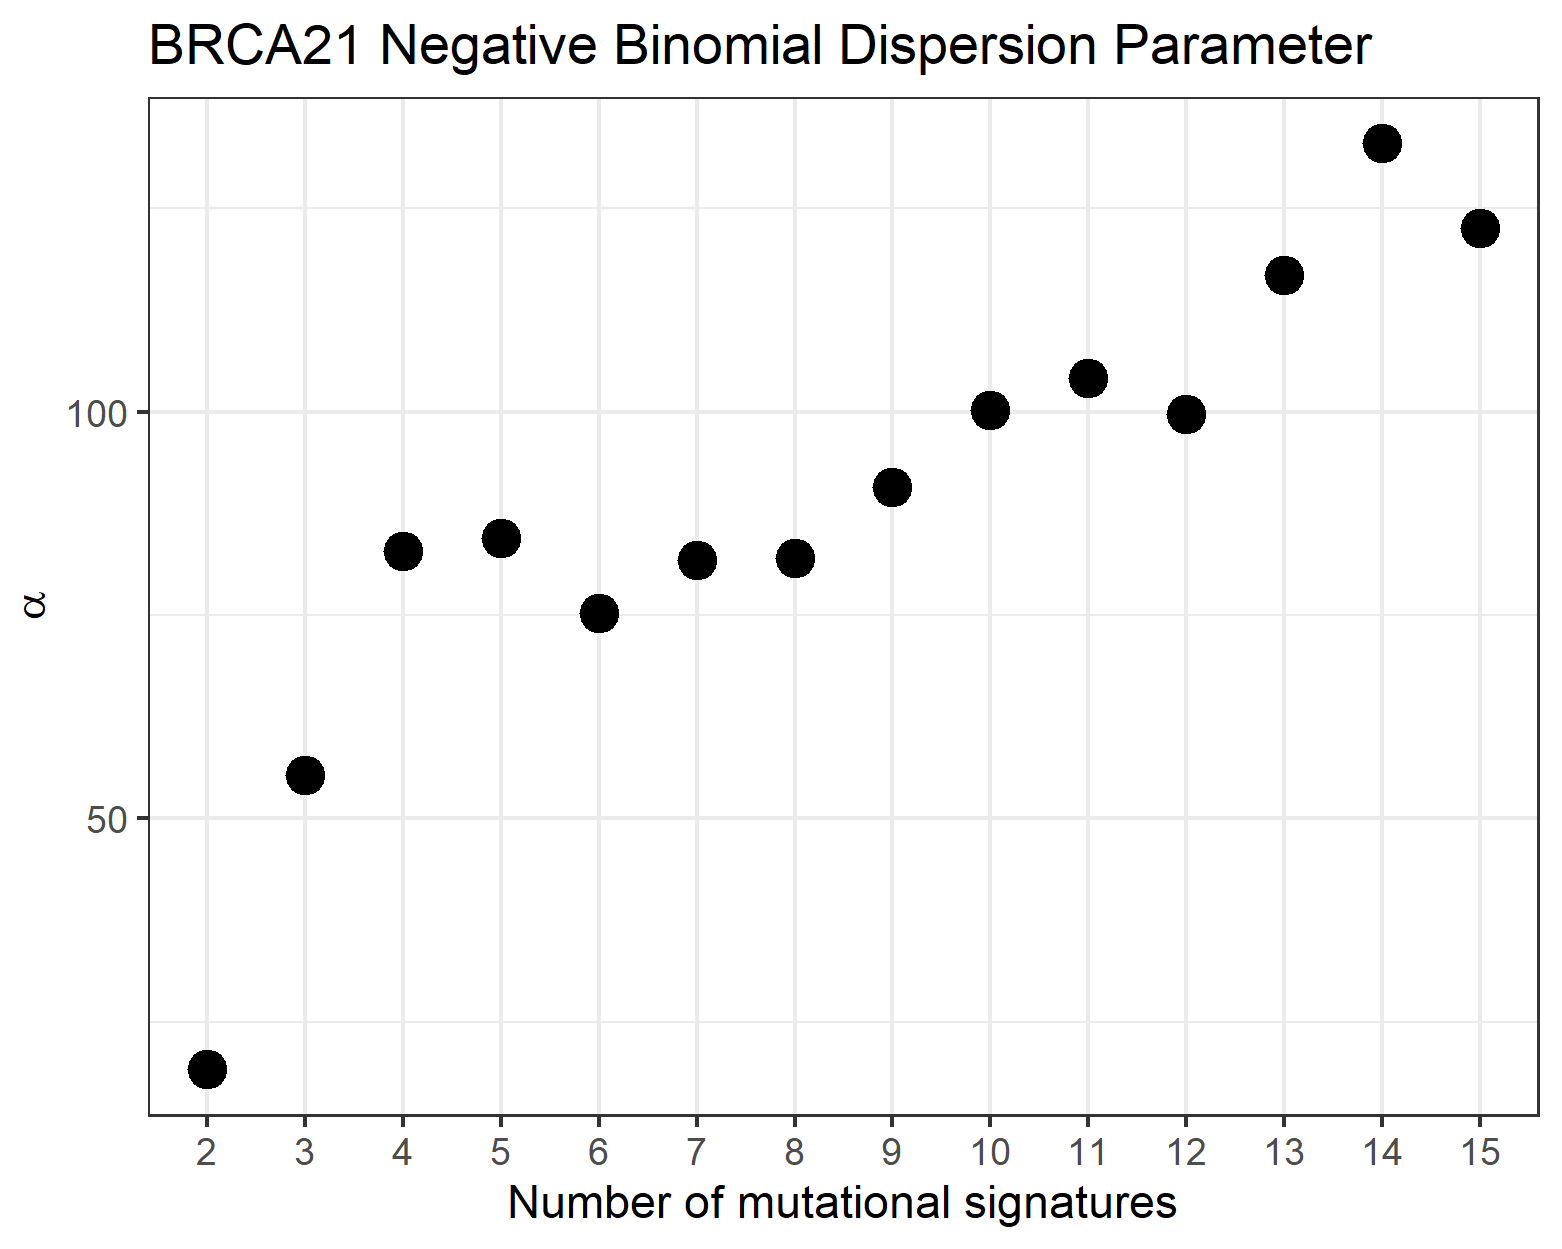 BRCA21 Negative Binomial Dispersion Parameter
100
α
50
2 3 4 5 6 7 8 9 10 11 12 13 14 15
Number of mutational signatures